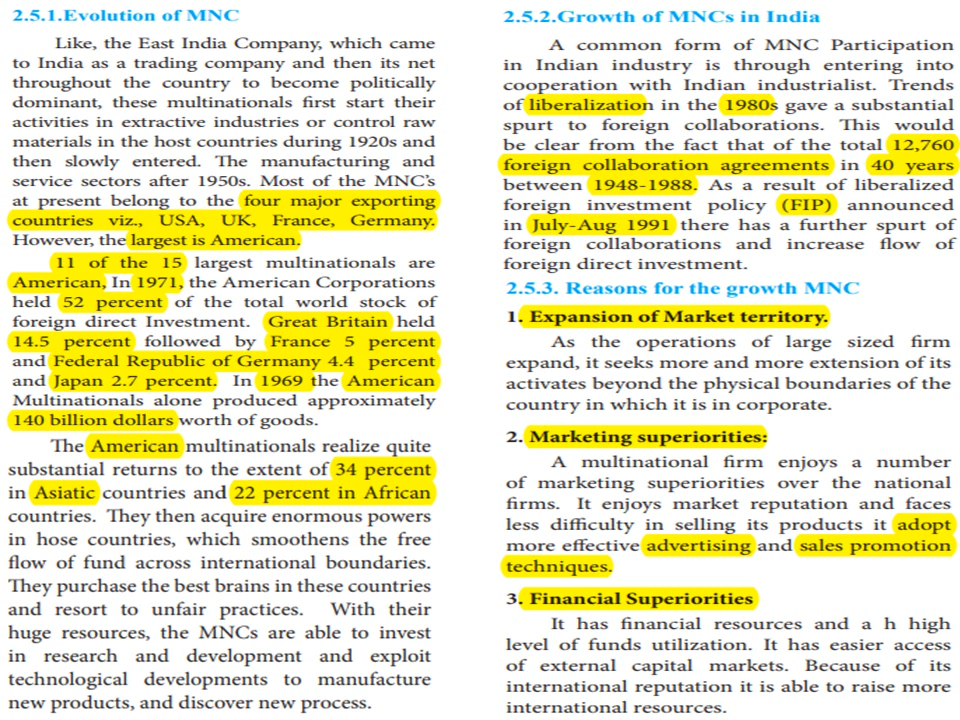 2.5.1.Evolution of MNC
Like, the East India Company, which came
to India as a trading company and then its net
throughout the country to become politically
dominant, these multinationals first start their
activities in extractive industries or control raw
materials in the host countries during 1920s and
then slowly entered. The manufacturing and
service sectors after 1950s. Most of the MNC's
at present belong to the four major exporting
countries viz., USA, UK, France, Germany.
However, the largest is American.
11 of the 15 largest multinationals are
American, In 1971, the American Corporations
held 52 percent of the total world stock of
foreign direct Investment. Great Britain held
14.5 percent followed by France 5 percent
and Federal Republic of Germany 4.4 percent
and Japan 2.7 percent. In 1969 the American
Multinationals alone produced approximately
140 billion dollars worth of goods.
The American multinationals realize quite
substantial returns to the extent of 34 percent
in Asiatic countries and 22 percent in African
countries. They then acquire enormous powers
in hose countries, which smoothens the free
flow of fund across international boundaries.
They purchase the best brains in these countries
and resort to unfair practices. With their
huge resources, the MNCs are able to invest
in research and development and exploit
technological developments to manufacture
new products, and discover new process.
2.5.2.Growth of MNCs in India
A common form of MNC Participation
in Indian industry is through entering into
cooperation with Indian industrialist. Trends
of liberalization in the 1980s gave a substantial
spurt to foreign collaborations. This would
be clear from the fact that of the total 12,760
foreign collaboration agreements in 40 years
between 1948-1988. As a result of liberalized
foreign investment policy (FIP) announced
in July-Aug 1991 there has a further spurt of
foreign collaborations and increase flow of
foreign direct investment.
2.5.3. Reasons for the growth MNC
1. Expansion of Market territory.
As the operations of large sized firm
expand, it seeks more and more extension of its
activates beyond the physical boundaries of the
country in which it is in corporate.
2. Marketing superiorities:
A multinational firm enjoys a number
of marketing superiorities over the national
firms. It enjoys market reputation and faces
less difficulty in selling its products it adopt
more effective advertising and sales promotion
techniques.
3. Financial Superiorities
It has financial resources and a h high
level of funds utilization. It has easier access
of external capital markets. Because of its
international reputation it is able to raise more
international resources.